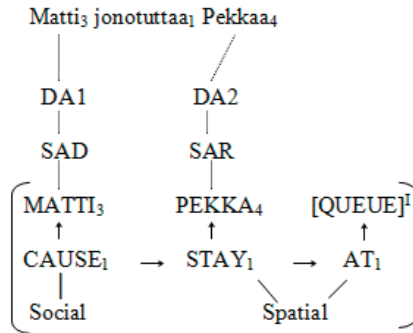 Matti₃ jonotuttaa₁ Pekkaa₄
DA1 DA2
SAD SAR
MATTI₃ PEKKA₄ [QUEUE]ᴵ
CAUSE₁ → STAY₁ → AT₁
Social Spatial